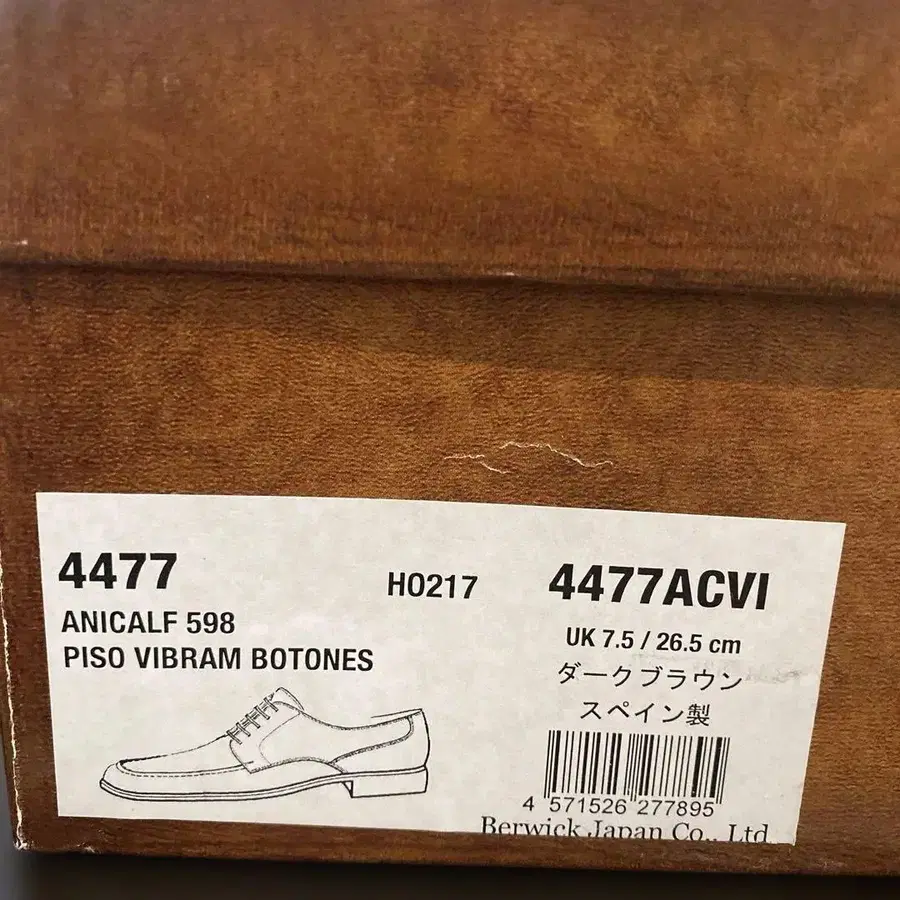 4477
ANICALF 598
PISO VIBRAM BOTONES
HO217
4477ACVI
UK 7.5 / 26.5 cm
ダークブラウン
スペイン製
4 571526 277895
Berwick Japan Co., Ltd